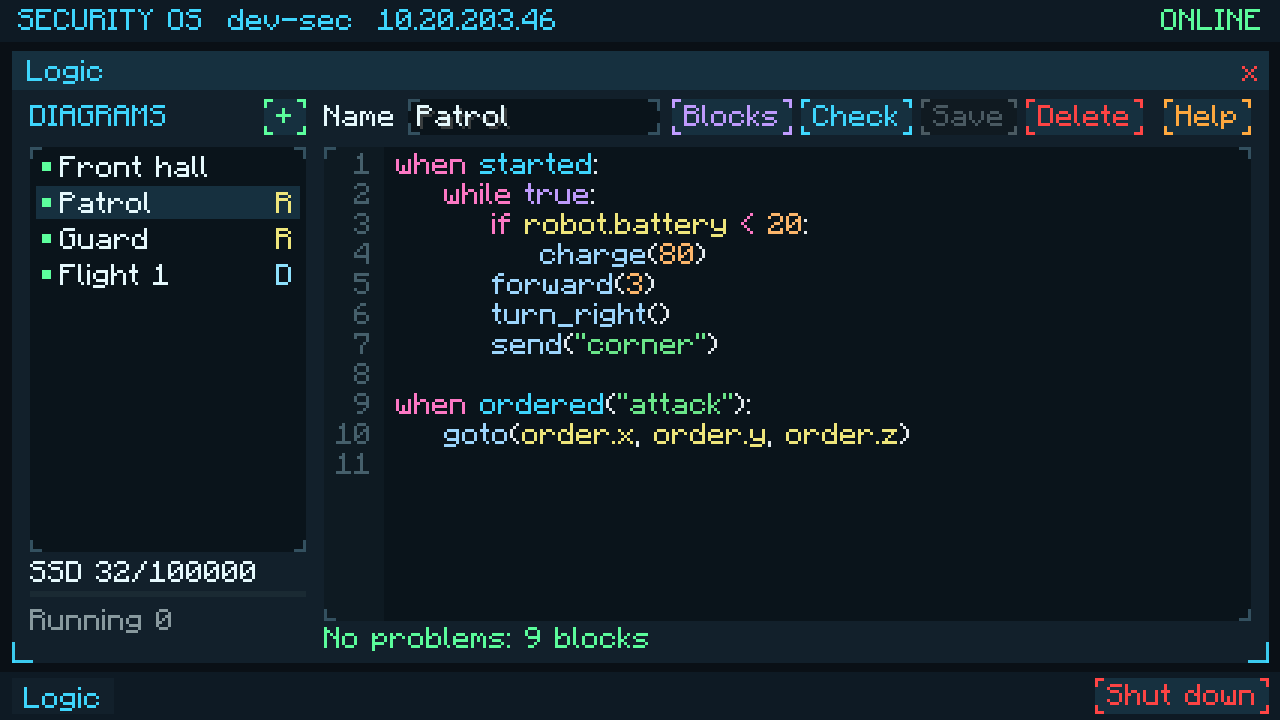 SECURITY OS dev-sec 10.20.203.46 ONLINE
Logic x
DIAGRAMS [+] Name Patrol [Blocks] [Check] [Save] [Delete] [Help]
Front hall
Patrol R
Guard R
Flight 1 D
SSD 32/100000
Running 0
1 when started:
2 while true:
3 if robot.battery < 20:
4 charge(80)
5 forward(3)
6 turn_right()
7 send("corner")
8
9 when ordered("attack"):
10 goto(order.x, order.y, order.z)
11
No problems: 9 blocks
Logic [Shut down]